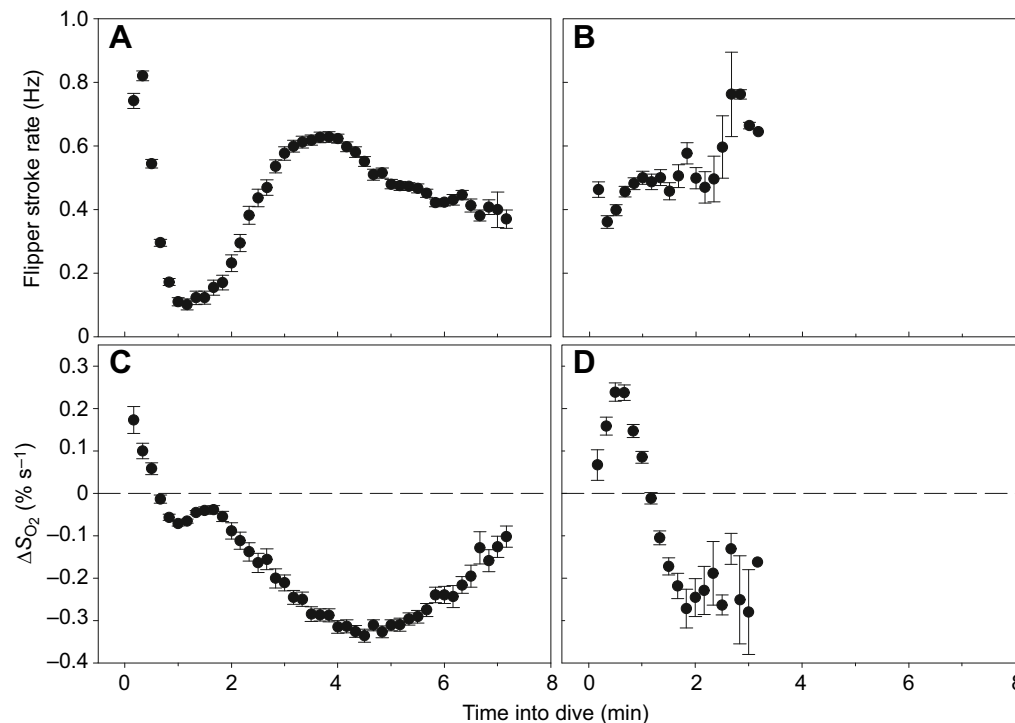 A
B
Flipper stroke rate (Hz)
1.0
0.8
0.6
0.4
0.2
0
C
D
ΔS_O₂ (% s⁻¹)
0.3
0.2
0.1
0
–0.1
–0.2
–0.3
–0.4
0 2 4 6 8
0 2 4 6 8
Time into dive (min)